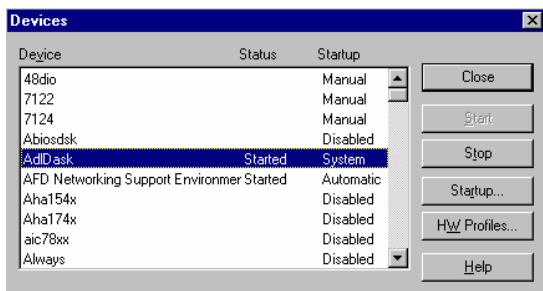 Devices
Device Status Startup
48dio Manual
7122 Manual
7124 Manual
Abiosdsk Disabled
AdlDask Started System
AFD Networking Support Environmer Started Automatic
Aha154x Disabled
Aha174x Disabled
aic78xx Disabled
Always Disabled
Close
Start
Stop
Startup...
HW Profiles...
Help